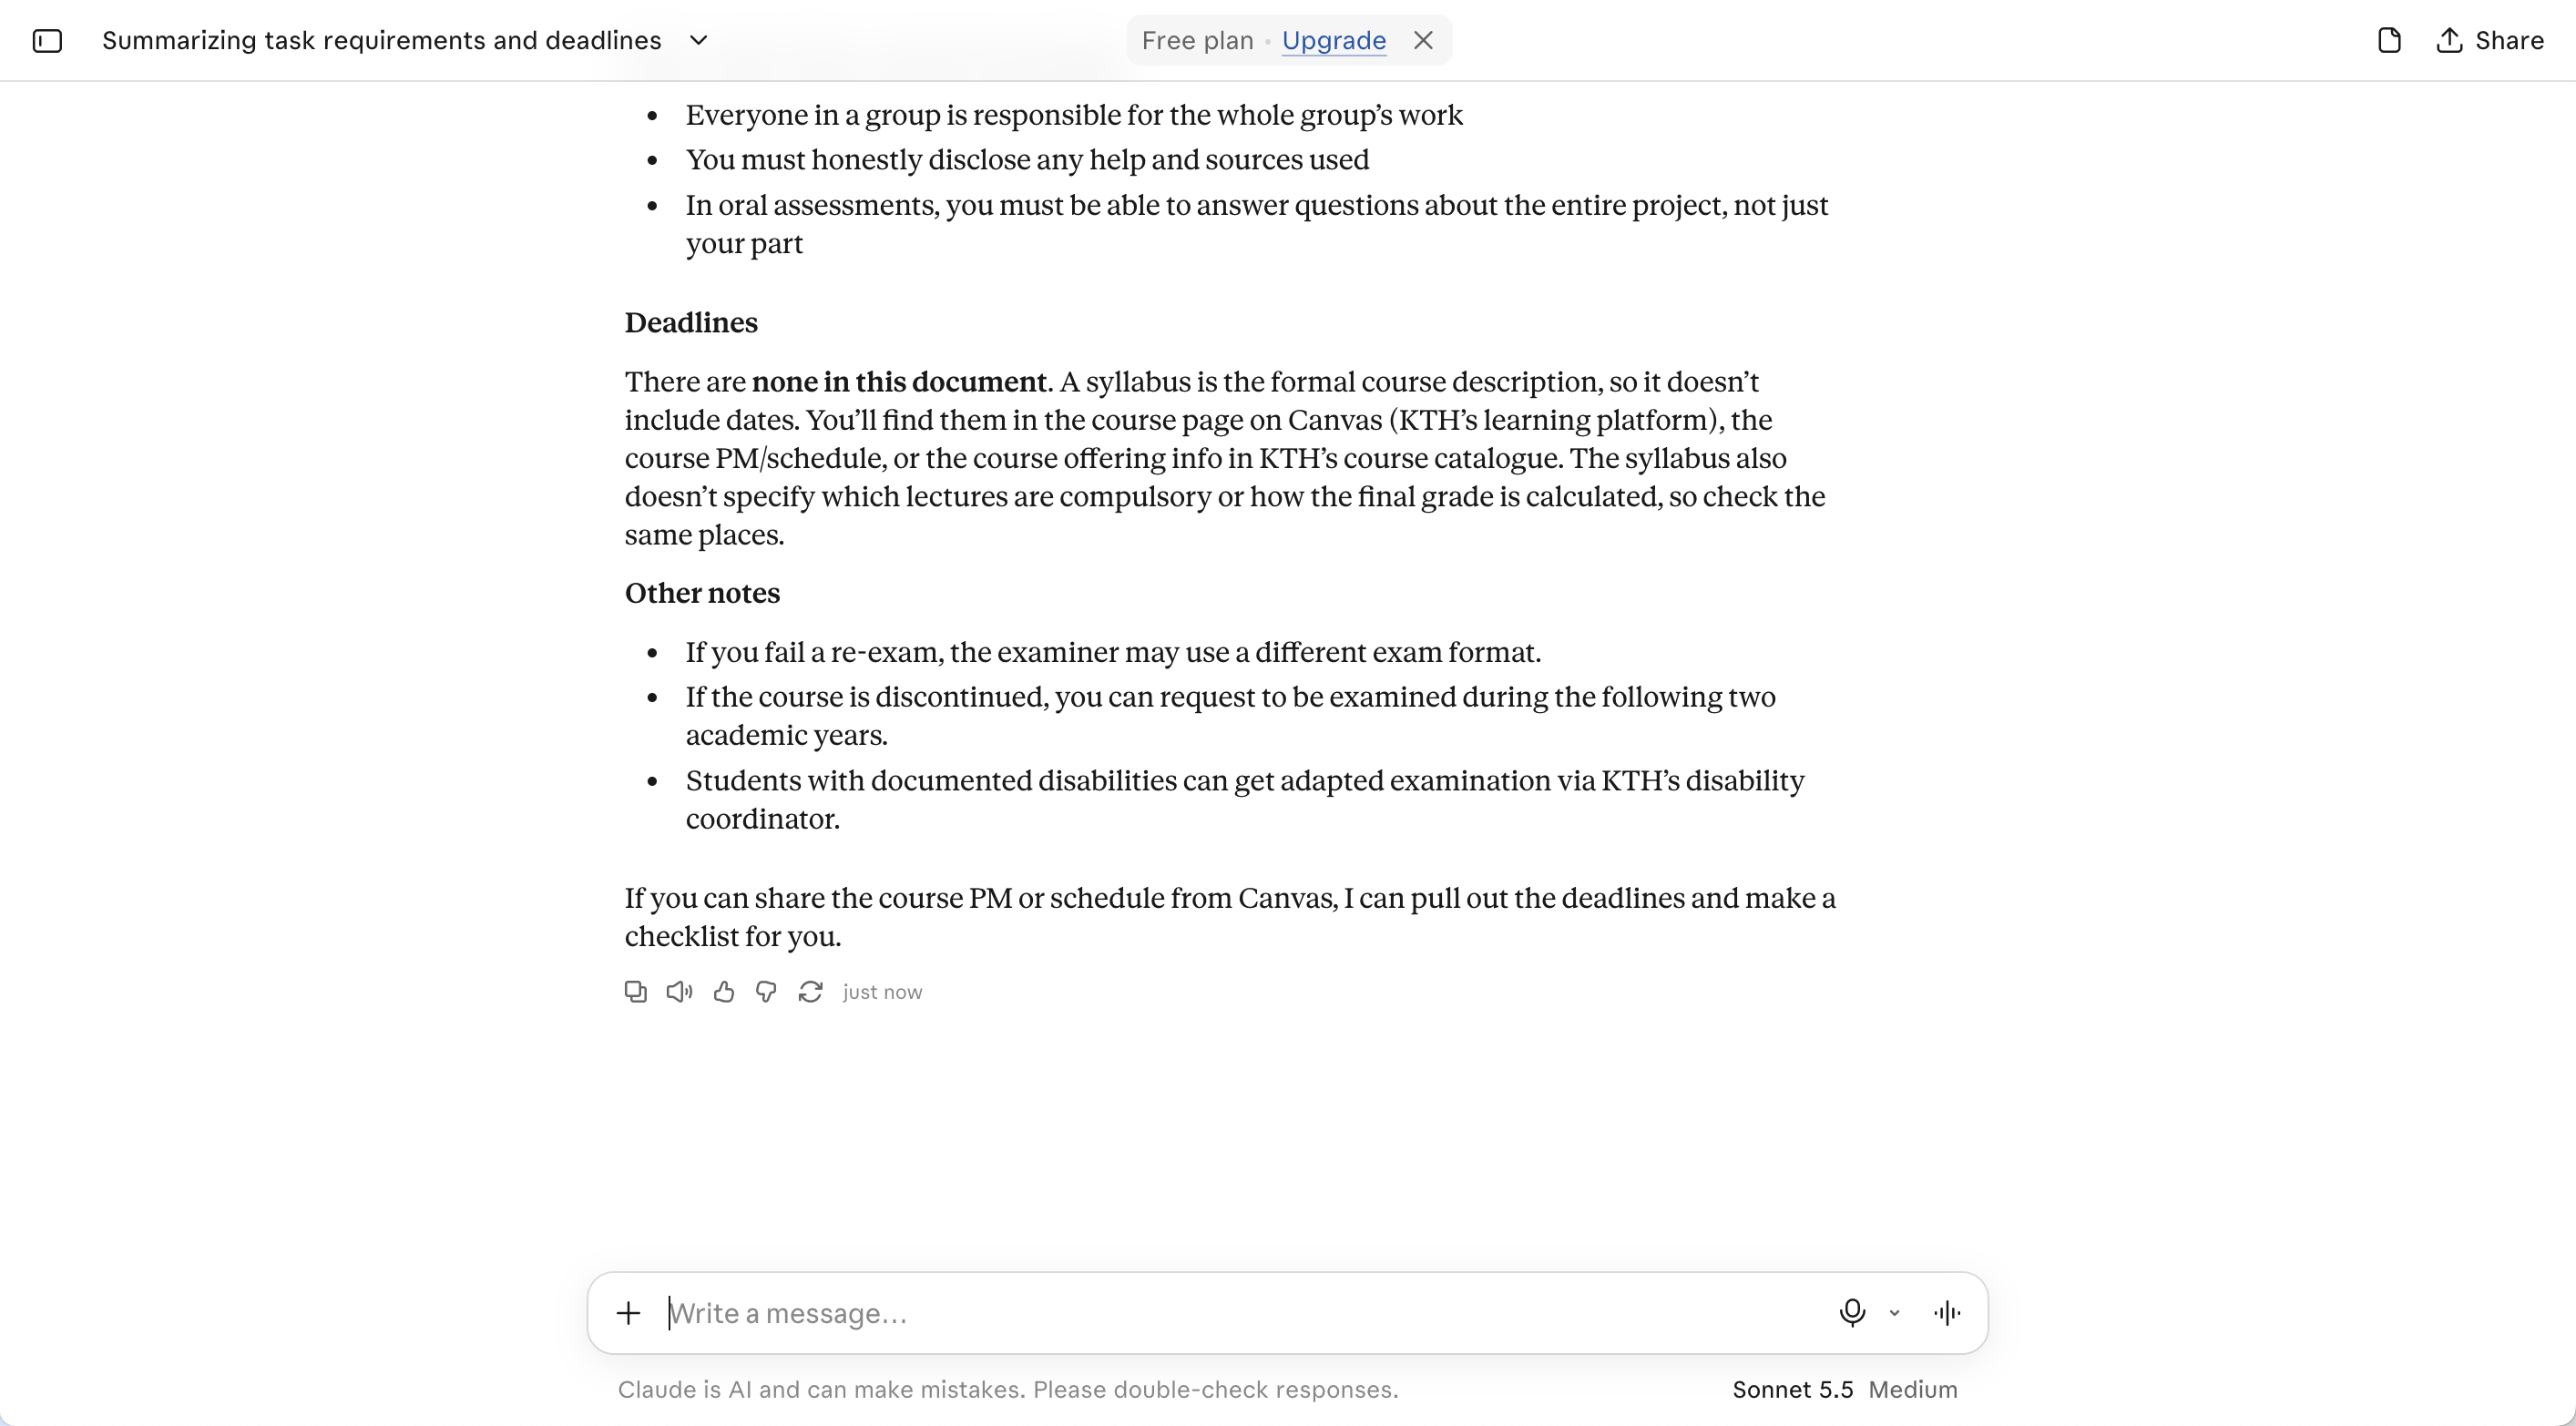 Summarizing task requirements and deadlines
Free plan • Upgrade
Share
• Everyone in a group is responsible for the whole group’s work
• You must honestly disclose any help and sources used
• In oral assessments, you must be able to answer questions about the entire project, not just
your part
Deadlines
There are none in this document. A syllabus is the formal course description, so it doesn’t
include dates. You’ll find them in the course page on Canvas (KTH’s learning platform), the
course PM/schedule, or the course offering info in KTH’s course catalogue. The syllabus also
doesn’t specify which lectures are compulsory or how the final grade is calculated, so check the
same places.
Other notes
• If you fail a re-exam, the examiner may use a different exam format.
• If the course is discontinued, you can request to be examined during the following two
academic years.
• Students with documented disabilities can get adapted examination via KTH’s disability
coordinator.
If you can share the course PM or schedule from Canvas, I can pull out the deadlines and make a
checklist for you.
just now
Write a message...
Claude is AI and can make mistakes. Please double-check responses.
Sonnet 5.5 Medium